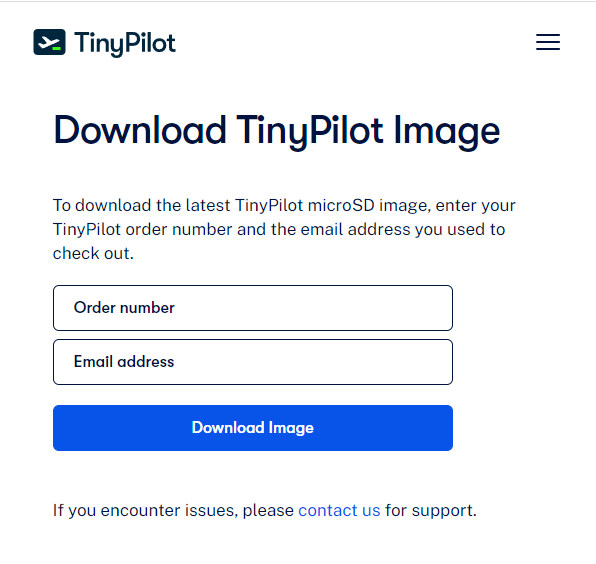 TinyPilot
Download TinyPilot Image
To download the latest TinyPilot microSD image, enter your
TinyPilot order number and the email address you used to
check out.
Order number
Email address
Download Image
If you encounter issues, please contact us for support.